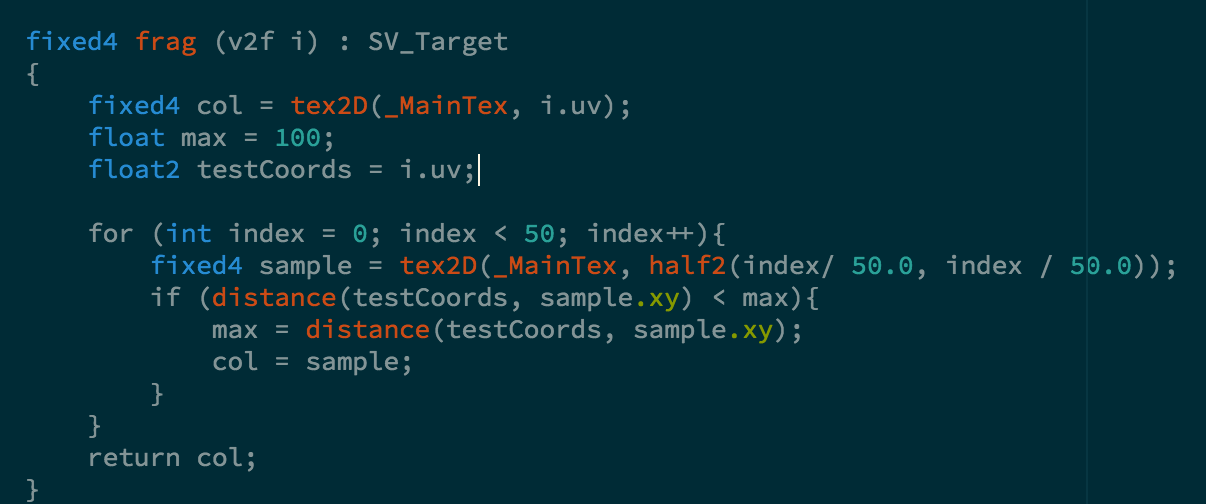 fixed4 frag (v2f i) : SV_Target
{
    fixed4 col = tex2D(_MainTex, i.uv);
    float max = 100;
    float2 testCoords = i.uv;

    for (int index = 0; index < 50; index++){
        fixed4 sample = tex2D(_MainTex, half2(index/ 50.0, index / 50.0));
        if (distance(testCoords, sample.xy) < max){
            max = distance(testCoords, sample.xy);
            col = sample;
        }
    }
    return col;
}